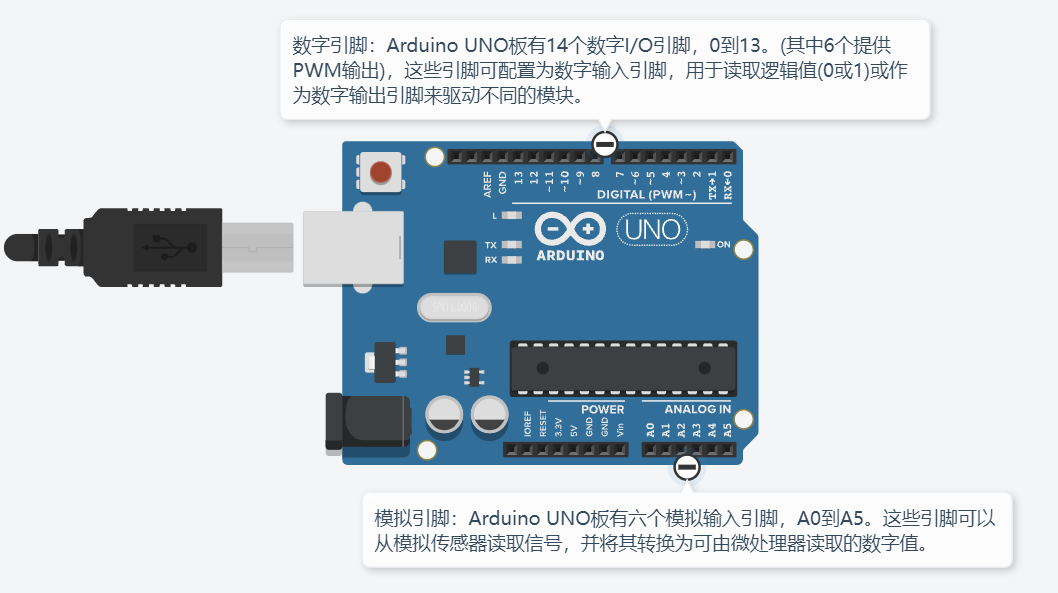 数字引脚：Arduino UNO板有14个数字I/O引脚，0到13。(其中6个提供
PWM输出)，这些引脚可配置为数字输入引脚，用于读取逻辑值(0或1)或作
为数字输出引脚来驱动不同的模块。
AREF
GND
13
12
~11
~10
~9
8
7
~6
~5
4
~3
2
TX→1
RX←0
DIGITAL (PWM ~)
L
TX
RX
ARDUINO
UNO
ON
POWER
ANALOG IN
IOREF
RESET
3.3V
5V
GND
GND
Vin
A0
A1
A2
A3
A4
A5
模拟引脚：Arduino UNO板有六个模拟输入引脚，A0到A5。这些引脚可以
从模拟传感器读取信号，并将其转换为可由微处理器读取的数字值。